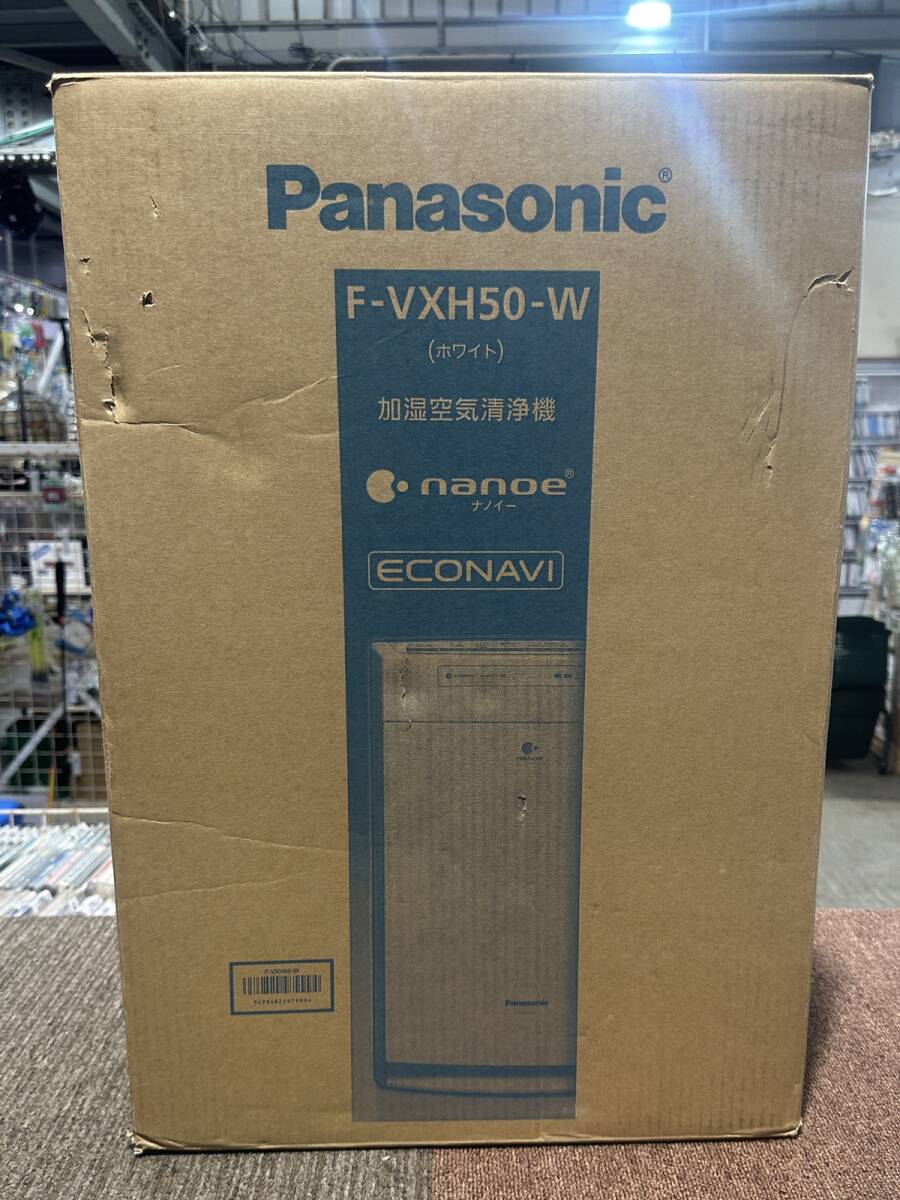 Panasonic®
F-VXH50-W
(ホワイト)
加湿空気清浄機
nanoe®
ナノイー
ECONAVI
nanoe
Panasonic
F-VXH50-W